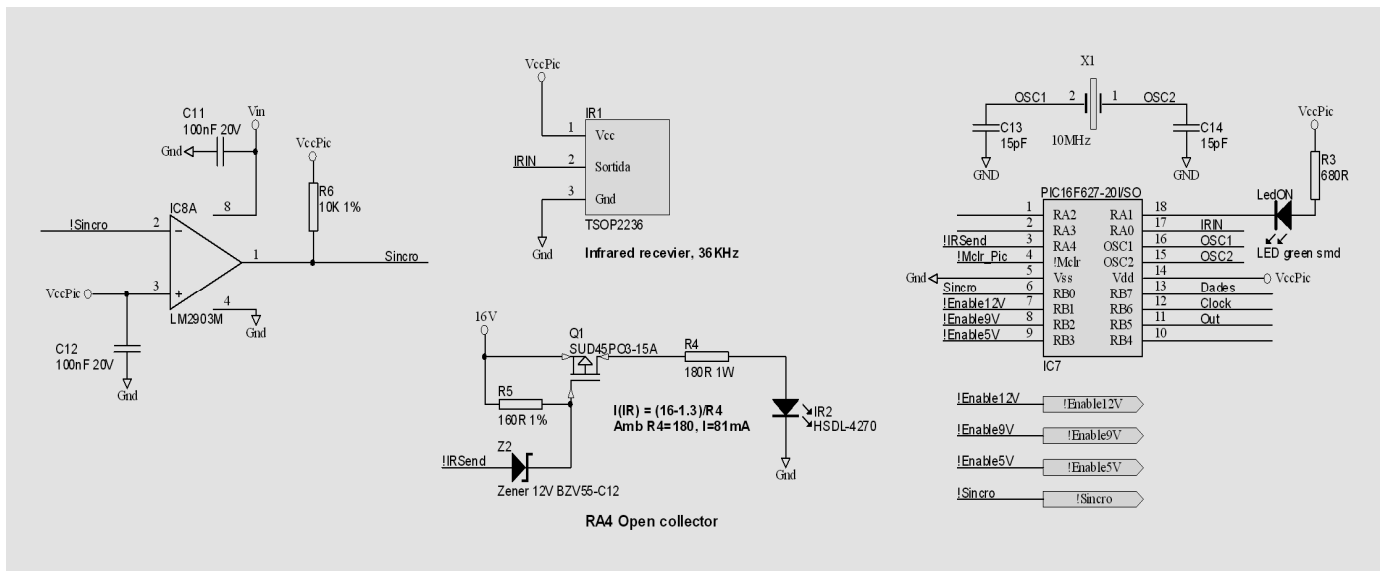 C11
100nF 20V
Vin
Gnd
VccPic
R6
10K 1%
IC8A
8
!Sincro
2
1
Sincro
VccPic
3
4
LM2903M
Gnd
C12
100nF 20V
Gnd
VccPic
IR1
1
Vcc
IRIN
2
Sortida
3
Gnd
TSOP2236
Gnd
Infrared recevier, 36KHz
16V
Q1
SUD45PO3-15A
R4
180R 1W
R5
160R 1%
I(IR) = (16-1.3)/R4
Amb R4=180, I=81mA
IR2
HSDL-4270
Gnd
Z2
!IRSend
Zener 12V BZV55-C12
RA4 Open collector
X1
OSC1
2
1
OSC2
C13
15pF
10MHz
C14
15pF
GND
GND
VccPic
R3
680R
LedON
LED green smd
PIC16F627-20I/SO
1
RA2
RA1
18
2
RA3
RA0
17
IRIN
!IRSend
3
RA4
OSC1
16
OSC1
!Mclr_Pic
4
!Mclr
OSC2
15
OSC2
Gnd
5
Vss
Vdd
14
VccPic
Sincro
6
RB0
RB7
13
Dades
!Enable12V
7
RB1
RB6
12
Clock
!Enable9V
8
RB2
RB5
11
Out
!Enable5V
9
RB3
RB4
10
IC7
!Enable12V
!Enable12V
!Enable9V
!Enable9V
!Enable5V
!Enable5V
!Sincro
!Sincro